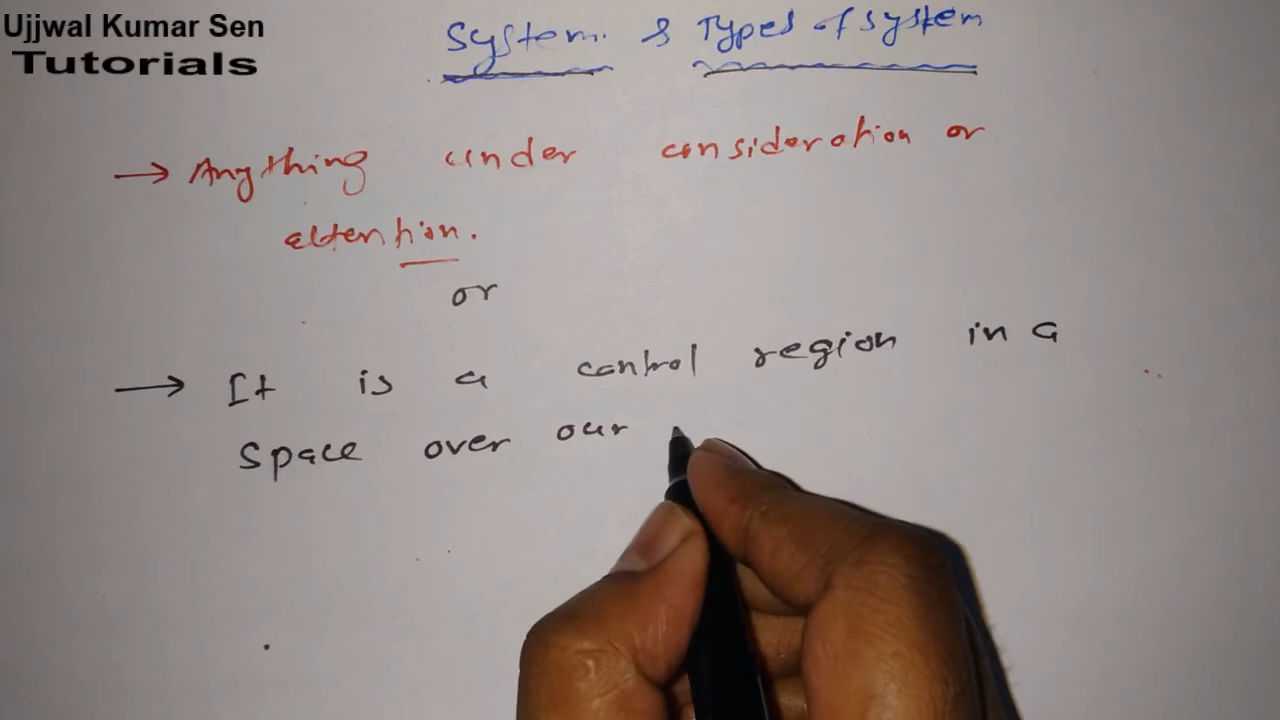 Ujjwal Kumar Sen
Tutorials
System & Types of system
→ Anything under consideration or
attention.
or
→ It is a control region in a
space over our